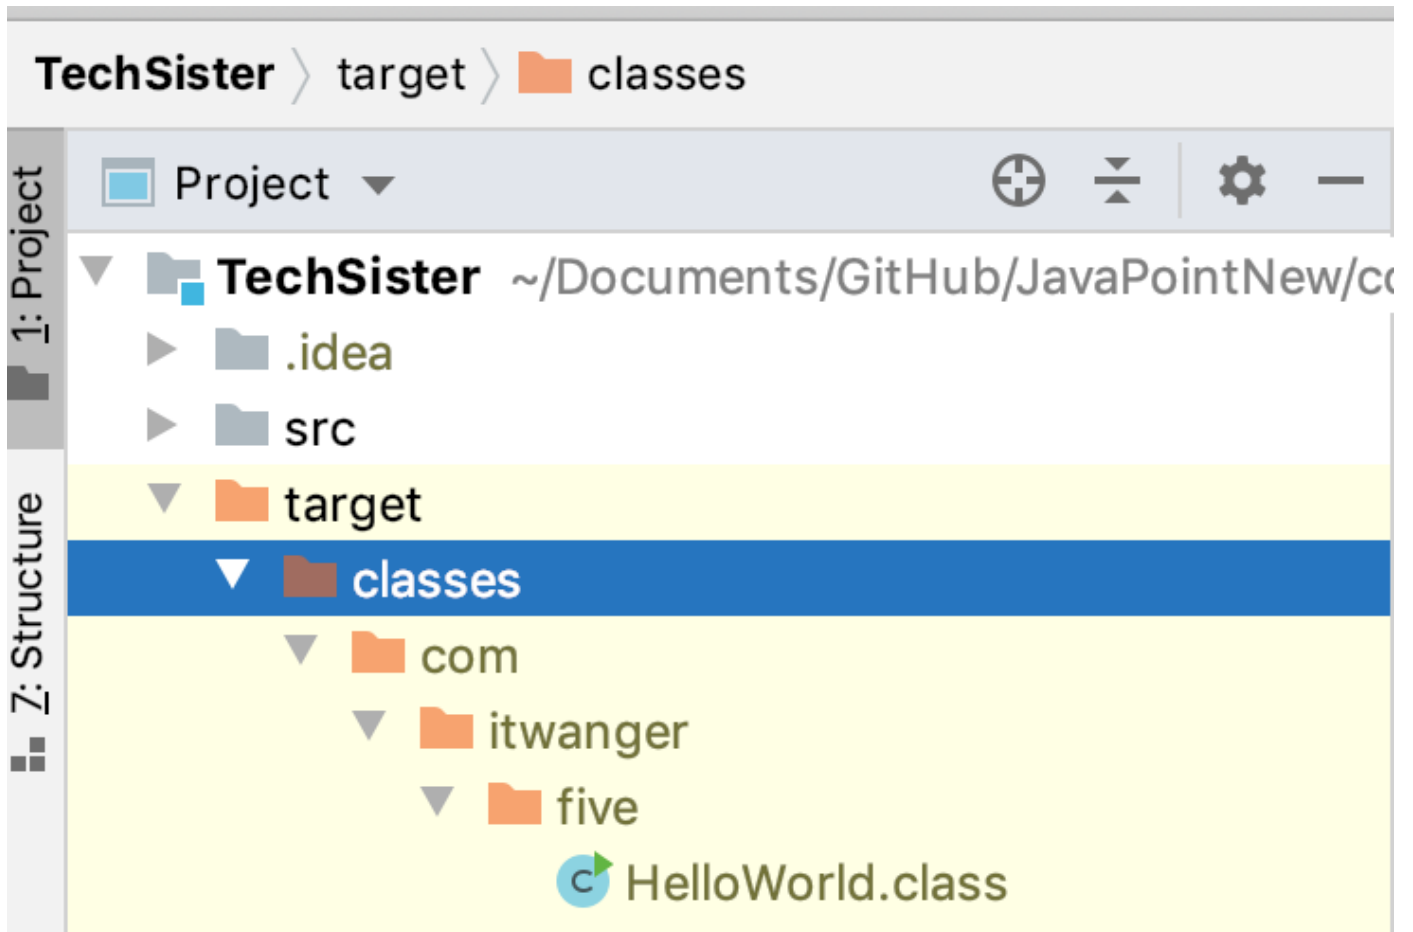 TechSister target classes
1: Project
Project
TechSister ~/Documents/GitHub/JavaPointNew/
.idea
src
target
classes
com
itwanger
five
HelloWorld.class
7: Structure